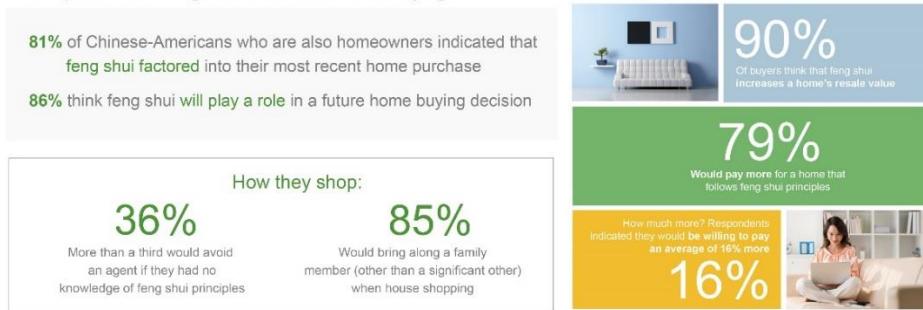 81% of Chinese-Americans who are also homeowners indicated that
feng shui factored into their most recent home purchase
86% think feng shui will play a role in a future home buying decision
How they shop:
36%
More than a third would avoid
an agent if they had no
knowledge of feng shui principles
85%
Would bring along a family
member (other than a significant other)
when house shopping
90%
Of buyers think that feng shui
increases a home's resale value
79%
Would pay more for a home that
follows feng shui principles
How much more? Respondents
indicated they would be willing to pay
an average of 16% more
16%